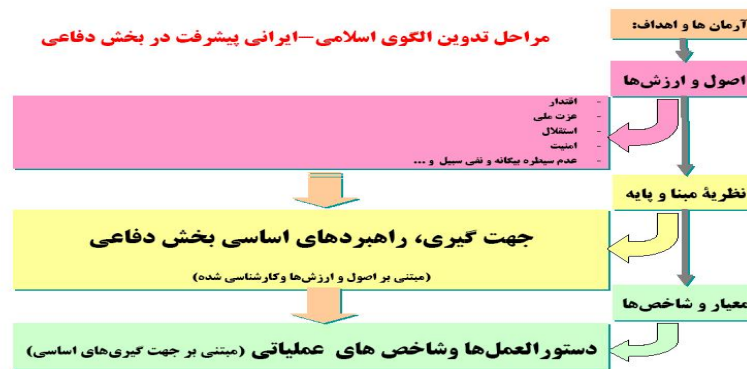 مراحل تدوین الگوی اسلامی–ایرانی پیشرفت در بخش دفاعی
آرمان ها و اهداف:
اصول و ارزش‌ها
- اقتدار
- عزت ملی
- استقلال
- امنیت
- عدم سیطره بیگانه و نفی سبیل و ...
نظریهٔ مبنا و پایه
جهت گیری، راهبردهای اساسی بخش دفاعی
(مبتنی بر اصول و ارزش‌ها وکارشناسی شده)
معیار و شاخص‌ها
دستورالعمل‌ها وشاخص های عملیاتی (مبتنی بر جهت گیری‌های اساسی)